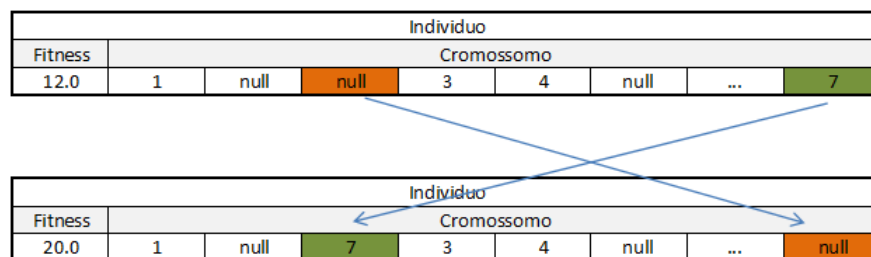 Individuo
Fitness Cromossomo
12.0 1 null null 3 4 null ... 7
Individuo
Fitness Cromossomo
20.0 1 null 7 3 4 null ... null